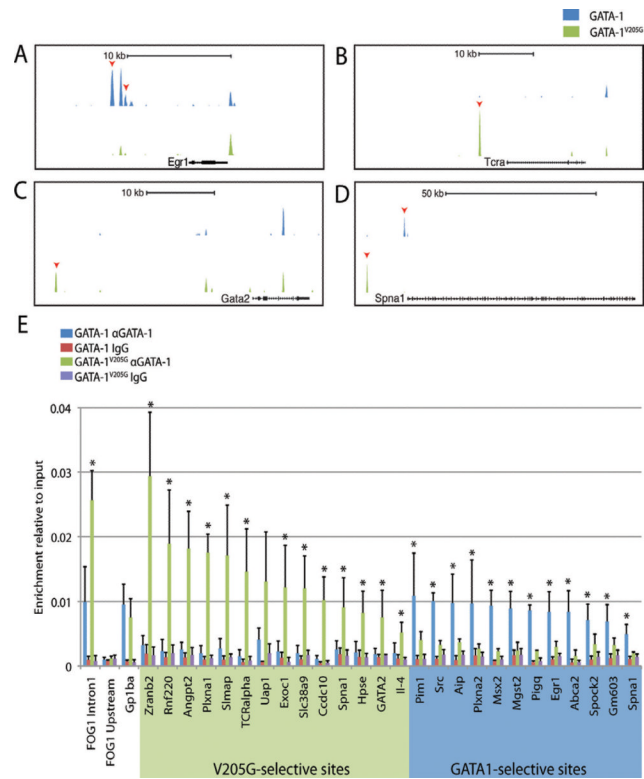 GATA-1
GATA-1V205G
A
10 kb
Egr1
B
10 kb
Tcra
C
10 kb
Gata2
D
50 kb
Spna1
E
GATA-1 αGATA-1
GATA-1 IgG
GATA-1V205G αGATA-1
GATA-1V205G IgG
Enrichment relative to input
0.04
0.03
0.02
0.01
0
* * * * * * * * * * * * * * * * * * * * * * * * * * *
FOG1 Intron1
FOG1 Upstream
Gp1ba
Zranb2
Rnf220
Angpt2
Plxna1
Slmap
TCRalpha
Uap1
Exoc1
Slc38a9
Ccdc10
Spna1
Hpse
GATA2
Il-4
Pim1
Src
Aip
Plxna2
Msx2
Mgst2
Pigq
Egr1
Abca2
Spock2
Gm603
Spna1
V205G-selective sites
GATA1-selective sites